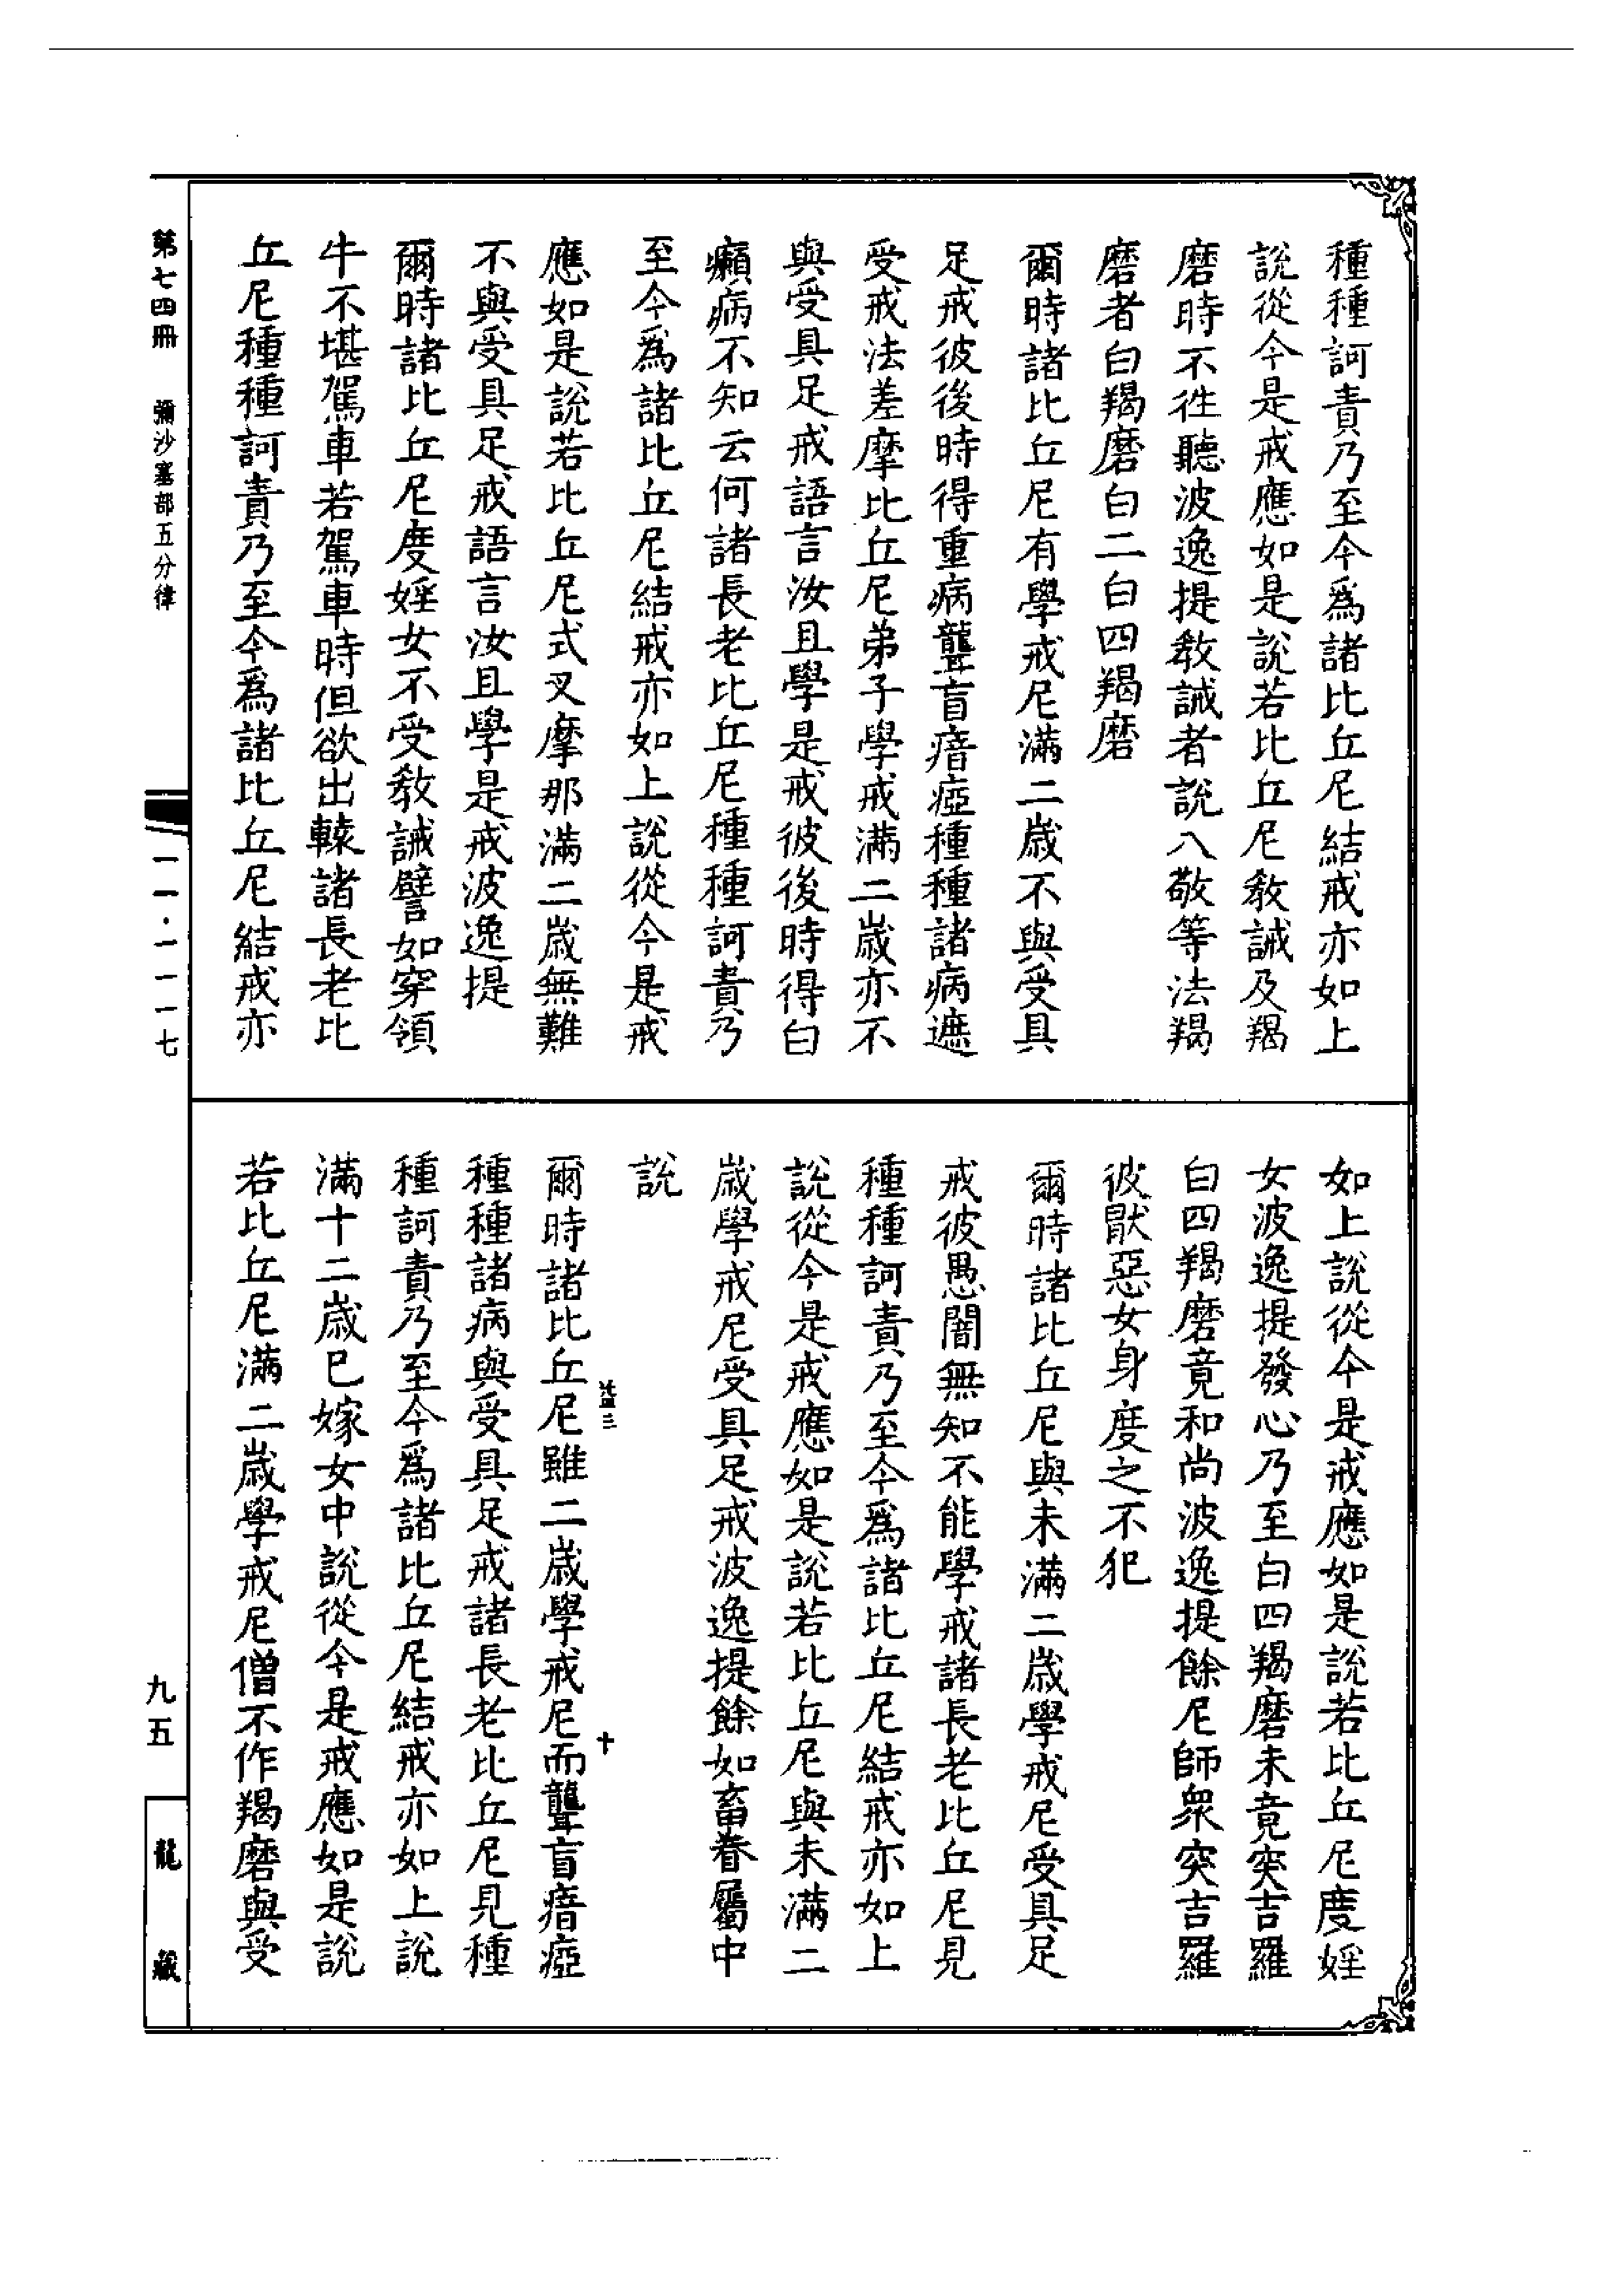 種種訶責乃至今爲諸比丘尼結戒亦如上
說從今是戒應如是說若比丘尼教誡及羯
磨時不徃聽波逸提教誡者說八敬等法羯
磨者白羯磨白二白四羯磨
爾時諸比丘尼有學戒尼滿二歲不與受具
足戒彼後時得重病聾盲瘖瘂種種諸病遮
受戒法差摩比丘尼弟子學戒滿二歲亦不
與受具足戒語言汝且學是戒彼後時得白
癩病不知云何諸長老比丘尼種種訶責乃
至今爲諸比丘尼結戒亦如上說從今是戒
應如是說若比丘尼式叉摩那滿二歲無難
不與受具足戒語言汝且學是戒波逸提
爾時諸比丘尼度婬女不受教誡譬如穿領
牛不堪駕車若駕車時但欲出轅諸長老比
丘尼種種訶責乃至今爲諸比丘尼結戒亦
如上說從今是戒應如是說若比丘尼度婬
女波逸提發心乃至白四羯磨未竟突吉羅
白四羯磨竟和尚波逸提餘尼師眾突吉羅
彼猒惡女身度之不犯
爾時諸比丘尼與未滿二歲學戒尼受具足
戒彼愚闇無知不能學戒諸長老比丘尼見
種種訶責乃至今爲諸比丘尼結戒亦如上
說從今是戒應如是說若比丘尼與未滿二
歲學戒尼受具足戒波逸提餘如畜眷屬中
說
爾時諸比丘尼雖二歲學戒尼而聾盲瘖瘂
種種諸病與受具足戒諸長老比丘尼見種
種訶責乃至今爲諸比丘尼結戒亦如上說
滿十二歲已嫁女中說從今是戒應如是說
若比丘尼滿二歲學戒尼僧不作羯磨與受
十
第七四冊 彌沙塞部五分律
一一·一一一七
九五
龍藏